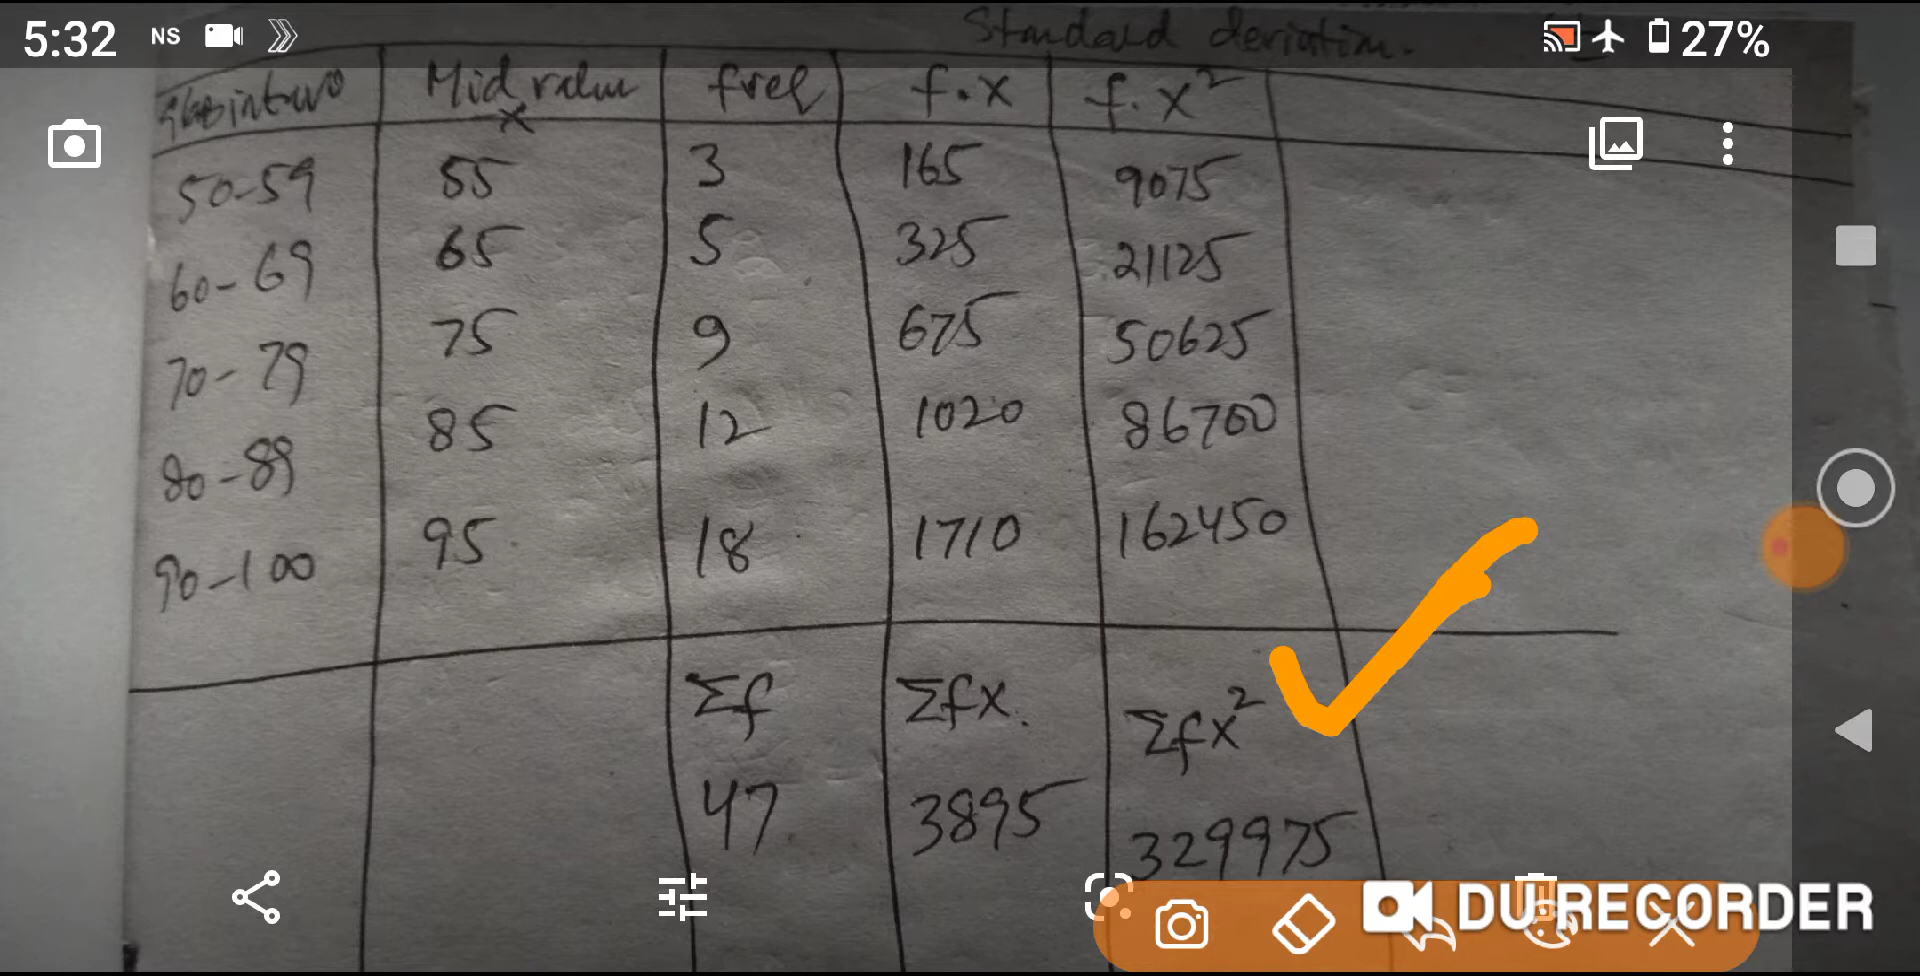 5:32 NS 27%
Standard deviation.
Mid value freq f.x f.x²
x
50-59 55 3 165 9075
60-69 65 5 325 21125
70-79 75 9 675 50625
80-89 85 12 1020 86700
90-100 95 18 1710 162450
Σf Σfx. Σfx²
47 3895 329975
DU RECORDER